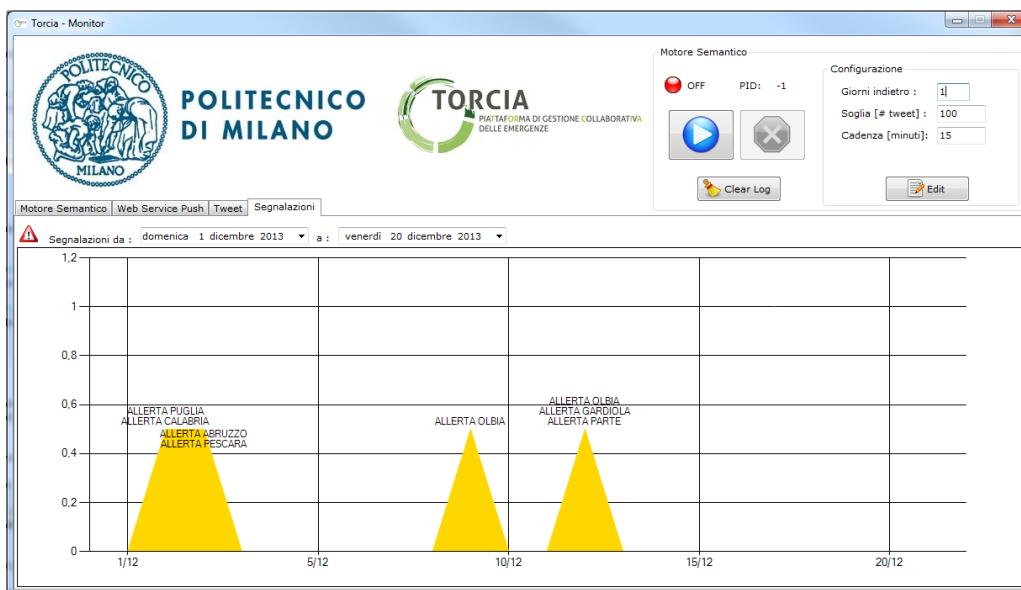 Torcia - Monitor
POLITECNICO
MILANO
POLITECNICO
DI MILANO
TORCIA
PIATTAFORMA DI GESTIONE COLLABORATIVA
DELLE EMERGENZE
Motore Semantico
OFF PID: -1
Clear Log
Configurazione
Giorni indietro : 1
Soglia [# tweet] : 100
Cadenza [minuti]: 15
Edit
Motore Semantico Web Service Push Tweet Segnalazioni
Segnalazioni da : domenica 1 dicembre 2013 a : venerdì 20 dicembre 2013
1,2
1
0,8
0,6
0,4
0,2
0
ALLERTA PUGLIA
ALLERTA CALABRIA
ALLERTA ABRUZZO
ALLERTA PESCARA
ALLERTA OLBIA
ALLERTA OLBIA
ALLERTA GARDIOLA
ALLERTA PARTE
1/12 5/12 10/12 15/12 20/12